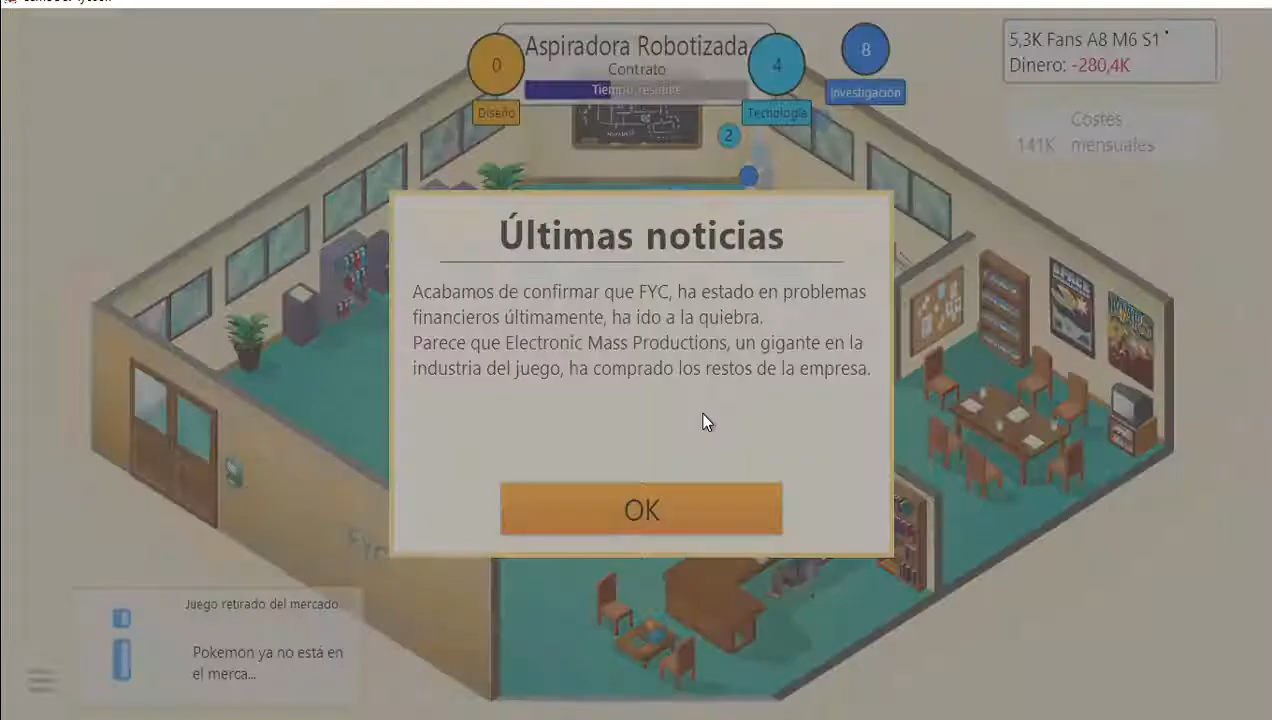 Aspiradora Robotizada
Contrato
Tiempo restante
0
Diseño
4
Tecnología
8
Investigación
2
5,3K Fans A8 M6 S1
Dinero: -280,4K
Costes
141K mensuales
Últimas noticias
Acabamos de confirmar que FYC, ha estado en problemas
financieros últimamente, ha ido a la quiebra.
Parece que Electronic Mass Productions, un gigante en la
industria del juego, ha comprado los restos de la empresa.
OK
FYC
Juego retirado del mercado
Pokemon ya no está en
el merca...